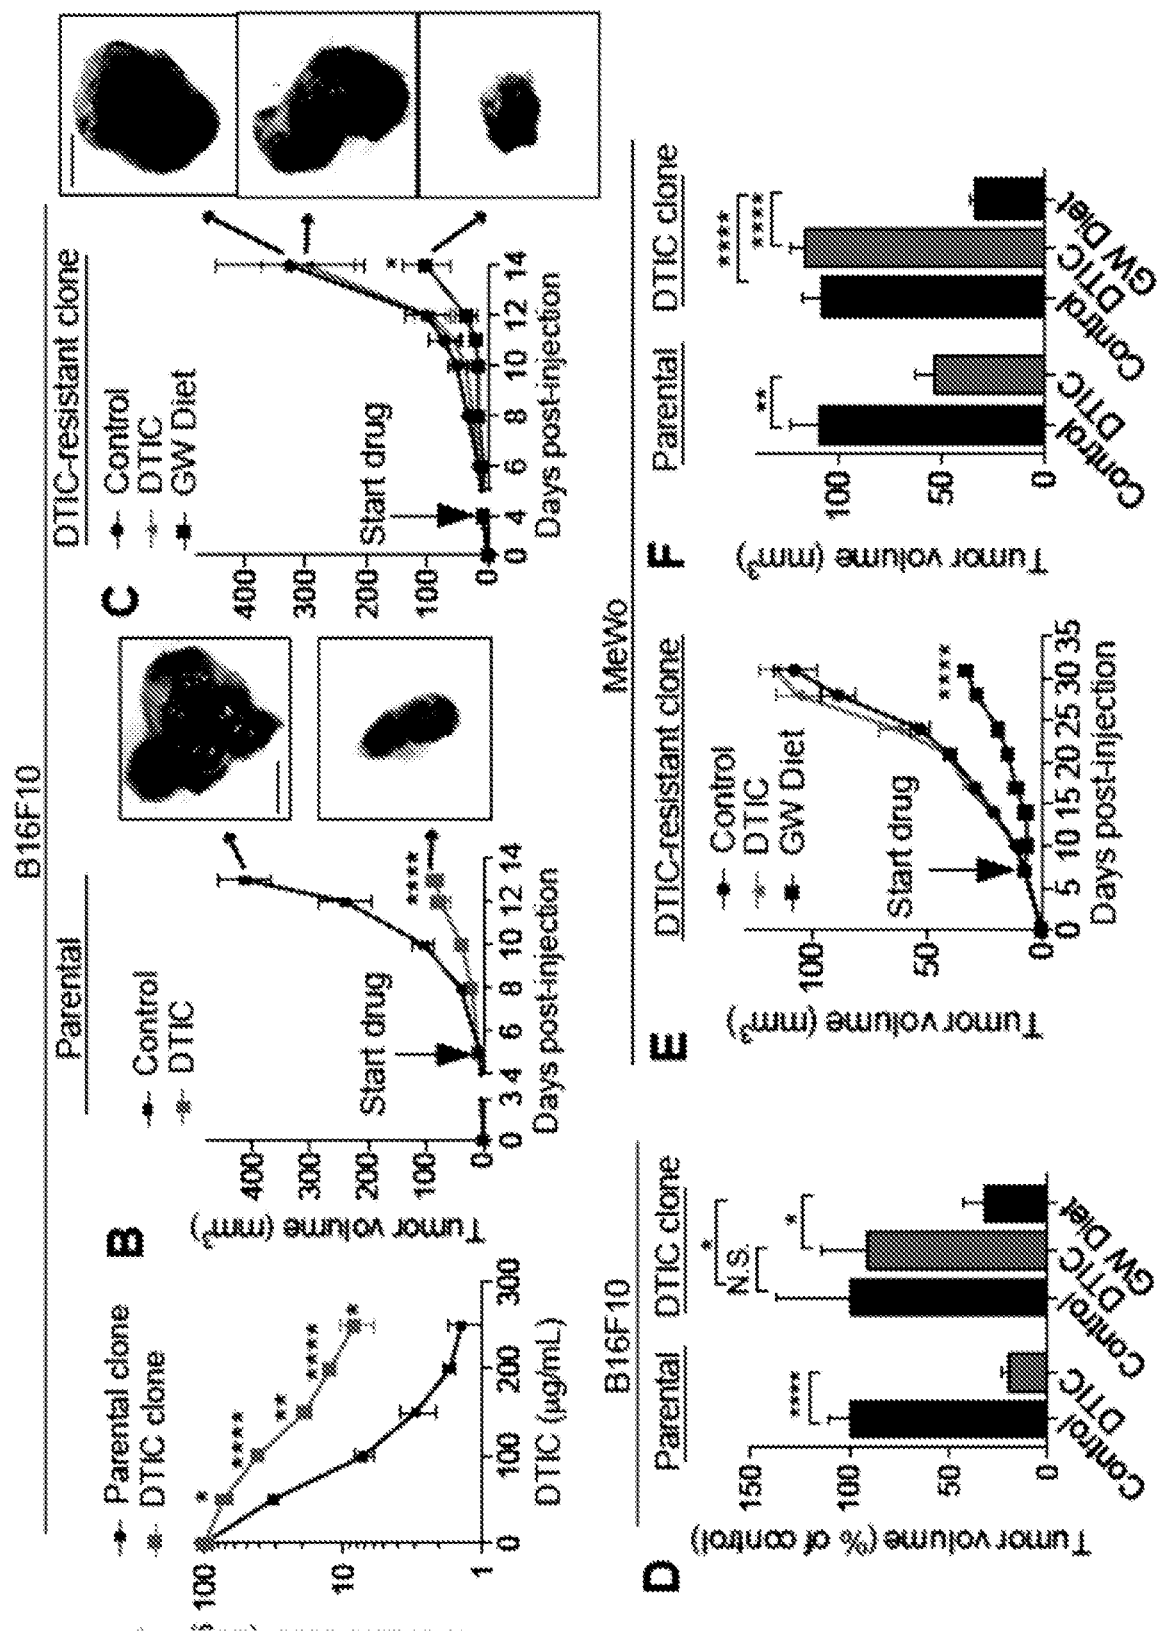 B16F10
Parental clone
DTIC clone
100
10
1
*
****
**
****
*
0 100 200 300
DTIC (µg/mL)
B
Parental
Control
DTIC
Tumor volume (mm³)
400
300
200
100
0
Start drug
****
0 3 4 6 8 10 12 14
Days post-injection
C
DTIC-resistant clone
Control
DTIC
GW Diet
400
300
200
100
0
Start drug
*
0 4 6 8 10 12 14
Days post-injection
D
B16F10
Parental
DTIC clone
Tumor volume (% of control)
150
100
50
0
****
*
N.S.
*
Control
DTIC
Control
DTIC
GW Diet
MeWo
E
DTIC-resistant clone
Control
DTIC
GW Diet
Tumor volume (mm³)
100
50
0
Start drug
****
0 5 10 15 20 25 30 35
Days post-injection
F
Parental
DTIC clone
Tumor volume (mm³)
100
50
0
**
****
****
Control
DTIC
Control
DTIC
GW Diet